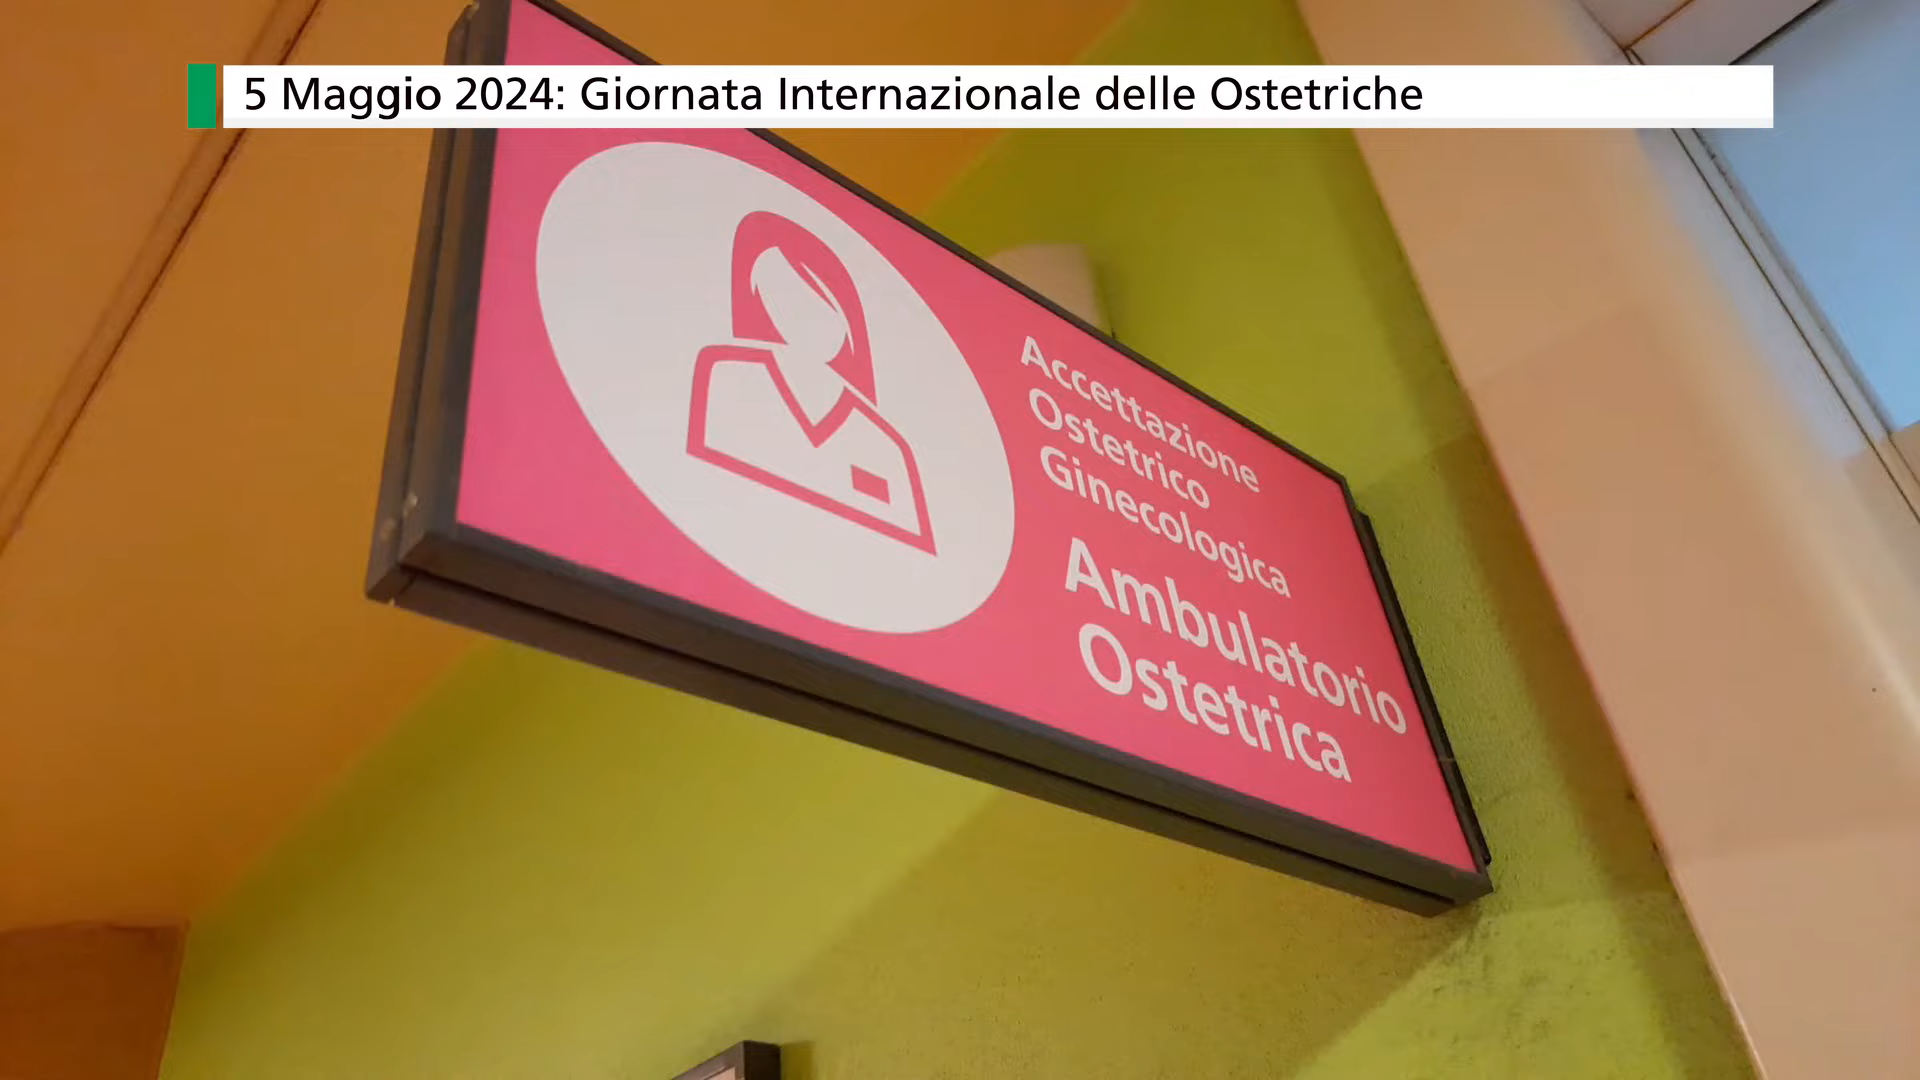 5 Maggio 2024: Giornata Internazionale delle Ostetriche
Accettazione
Ostetrico
Ginecologica
Ambulatorio
Ostetrica